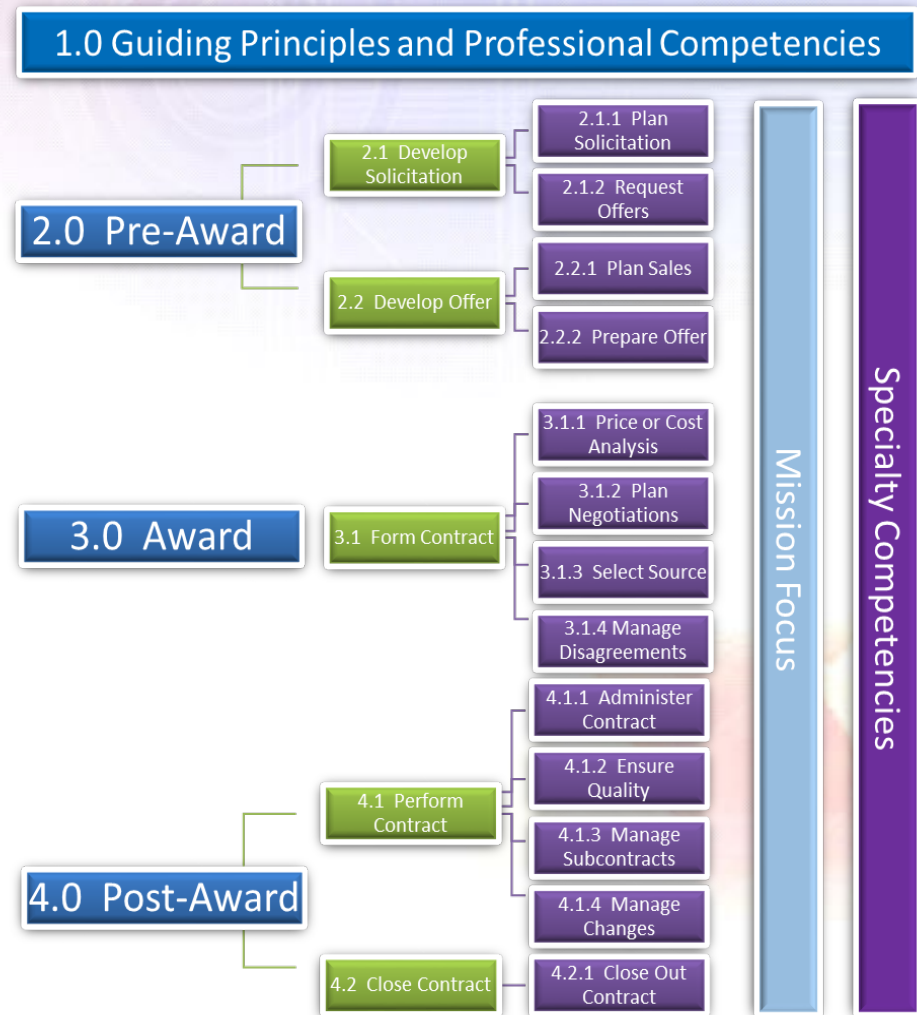 1.0 Guiding Principles and Professional Competencies
2.0 Pre-Award
2.1 Develop
Solicitation
2.1.1 Plan
Solicitation
2.1.2 Request
Offers
2.2 Develop Offer
2.2.1 Plan Sales
2.2.2 Prepare Offer
3.0 Award
3.1 Form Contract
3.1.1 Price or Cost
Analysis
3.1.2 Plan
Negotiations
3.1.3 Select Source
3.1.4 Manage
Disagreements
4.0 Post-Award
4.1 Perform
Contract
4.1.1 Administer
Contract
4.1.2 Ensure
Quality
4.1.3 Manage
Subcontracts
4.1.4 Manage
Changes
4.2 Close Contract
4.2.1 Close Out
Contract
Mission Focus
Specialty Competencies